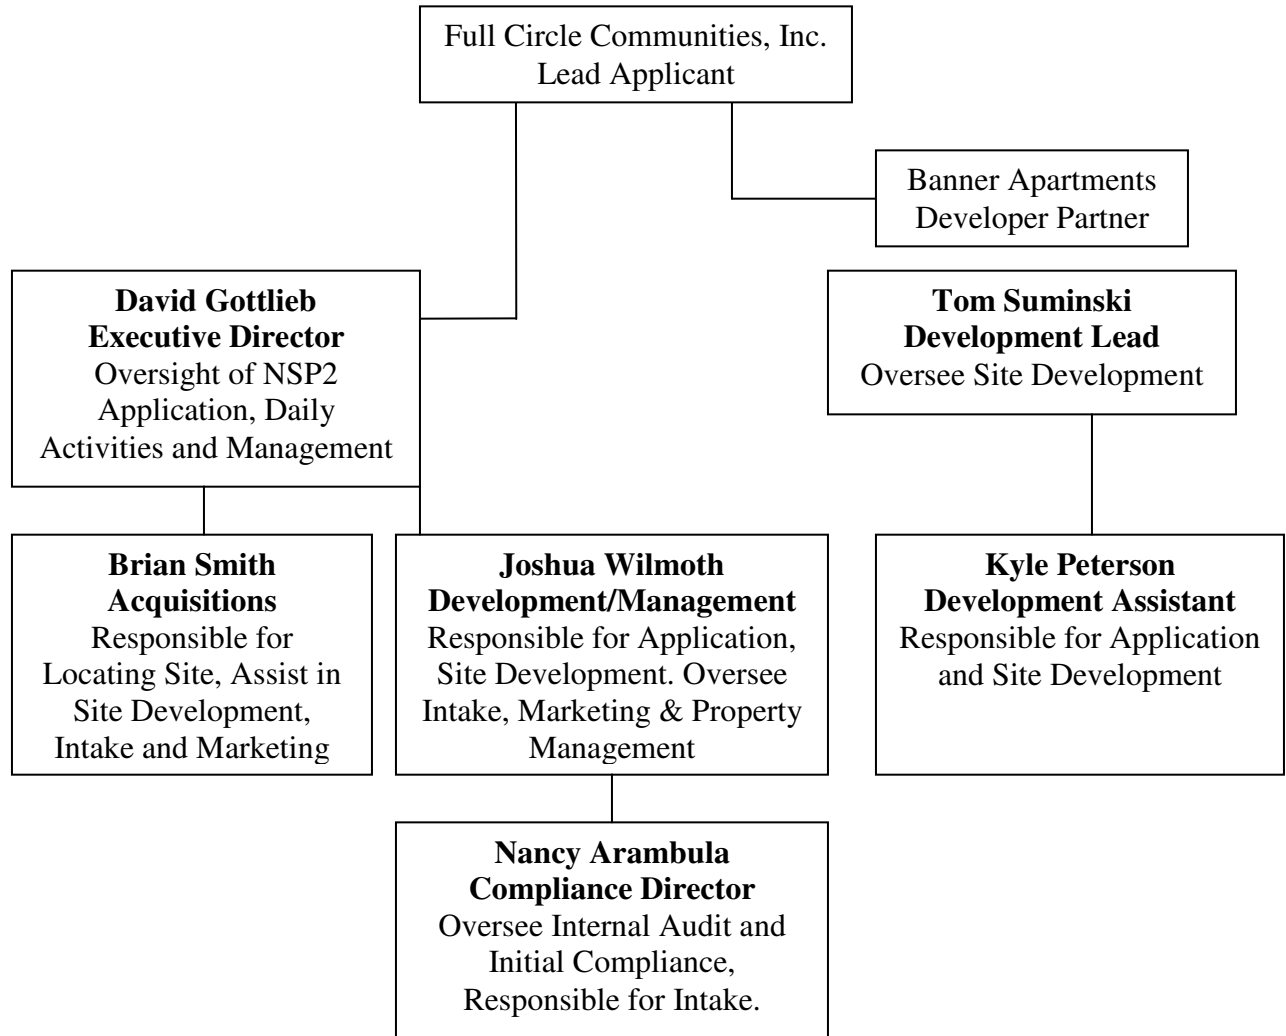 Full Circle Communities, Inc.
Lead Applicant
Banner Apartments
Developer Partner
David Gottlieb
Executive Director
Oversight of NSP2
Application, Daily
Activities and Management
Tom Suminski
Development Lead
Oversee Site Development
Brian Smith
Acquisitions
Responsible for
Locating Site, Assist in
Site Development,
Intake and Marketing
Joshua Wilmoth
Development/Management
Responsible for Application,
Site Development. Oversee
Intake, Marketing & Property
Management
Kyle Peterson
Development Assistant
Responsible for Application
and Site Development
Nancy Arambula
Compliance Director
Oversee Internal Audit and
Initial Compliance,
Responsible for Intake.